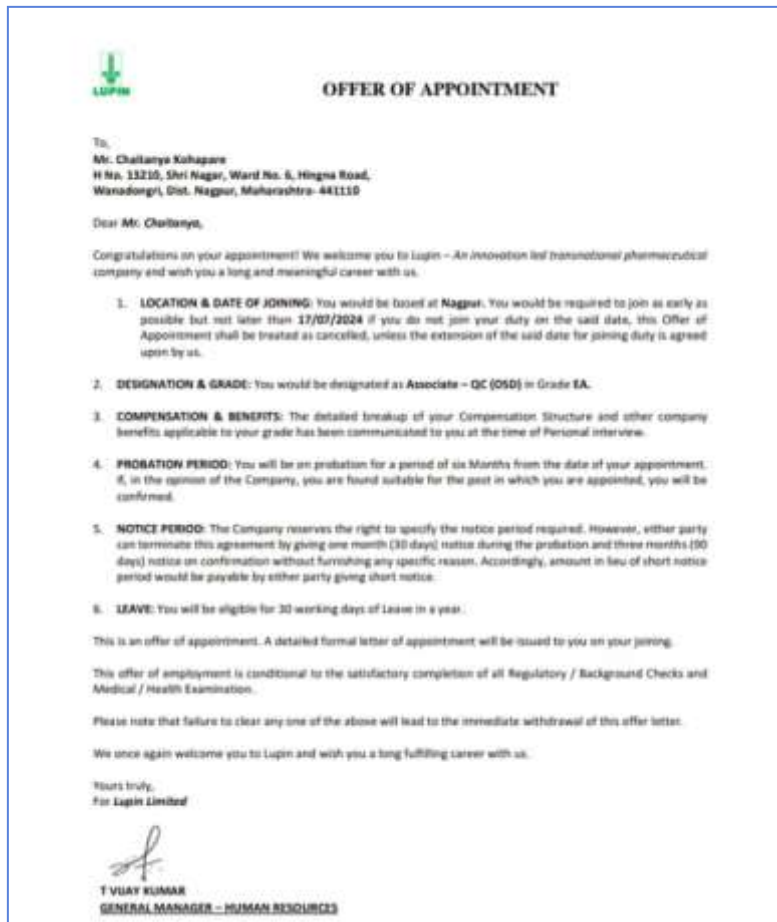 LUPIN
OFFER OF APPOINTMENT
To,
Mr. Chaitanya Kohapare
H No. 13210, Shri Nagar, Ward No. 6, Hingna Road,
Wanadongri, Dist. Nagpur, Maharashtra- 441110
Dear Mr. Chaitanya,
Congratulations on your appointment! We welcome you to Lupin – An innovation led transnational pharmaceutical
company and wish you a long and meaningful career with us.
1. LOCATION & DATE OF JOINING: You would be based at Nagpur. You would be required to join as early as
possible but not later than 17/07/2024 if you do not join your duty on the said date, this Offer of
Appointment shall be treated as cancelled, unless the extension of the said date for joining duty is agreed
upon by us.
2. DESIGNATION & GRADE: You would be designated as Associate – QC (OSD) in Grade EA.
3. COMPENSATION & BENEFITS: The detailed breakup of your Compensation Structure and other company
benefits applicable to your grade has been communicated to you at the time of Personal interview.
4. PROBATION PERIOD: You will be on probation for a period of six Months from the date of your appointment.
If, in the opinion of the Company, you are found suitable for the post in which you are appointed, you will be
confirmed.
5. NOTICE PERIOD: The Company reserves the right to specify the notice period required. However, either party
can terminate this agreement by giving one month (30 days) notice during the probation and three months (90
days) notice on confirmation without furnishing any specific reason. Accordingly, amount in lieu of short notice
period would be payable by either party giving short notice.
6. LEAVE: You will be eligible for 30 working days of Leave in a year.
This is an offer of appointment. A detailed formal letter of appointment will be issued to you on your joining.
This offer of employment is conditional to the satisfactory completion of all Regulatory / Background Checks and
Medical / Health Examination.
Please note that failure to clear any one of the above will lead to the immediate withdrawal of this offer letter.
We once again welcome you to Lupin and wish you a long fulfilling career with us.
Yours truly,
For Lupin Limited
T VIJAY KUMAR
GENERAL MANAGER – HUMAN RESOURCES